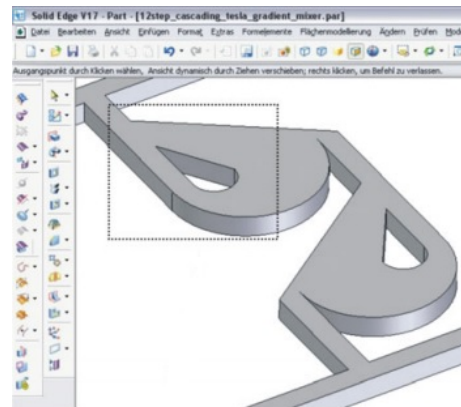 Solid Edge V17 - Part - [12step_cascading_tesla_gradient_mixer.par]
Datei Bearbeiten Ansicht Einfügen Format Extras Formelemente Flächenmodellierung Ändern Prüfen
Ausgangspunkt durch Klicken wählen, Ansicht dynamisch durch Ziehen verschieben; rechts klicken, um Befehl zu verlassen.